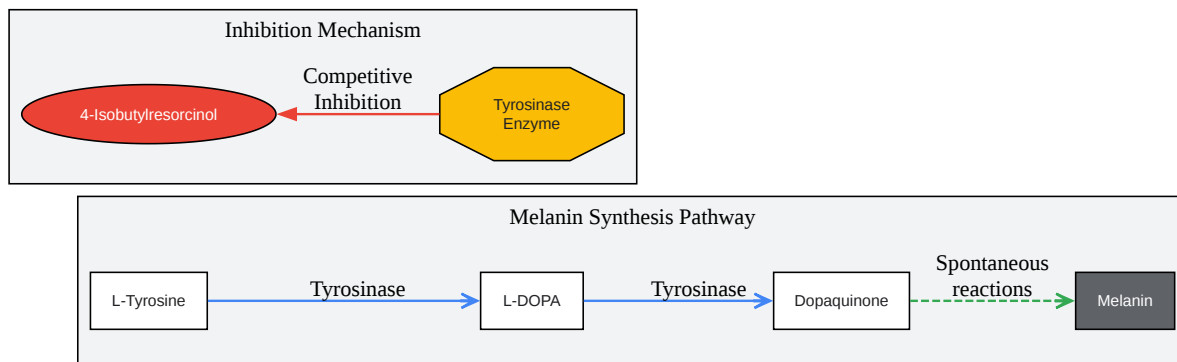 Inhibition Mechanism
Competitive
Inhibition
4-Isobutylresorcinol
Tyrosinase
Enzyme
Melanin Synthesis Pathway
L-Tyrosine
Tyrosinase
L-DOPA
Tyrosinase
Dopaquinone
Spontaneous
reactions
Melanin